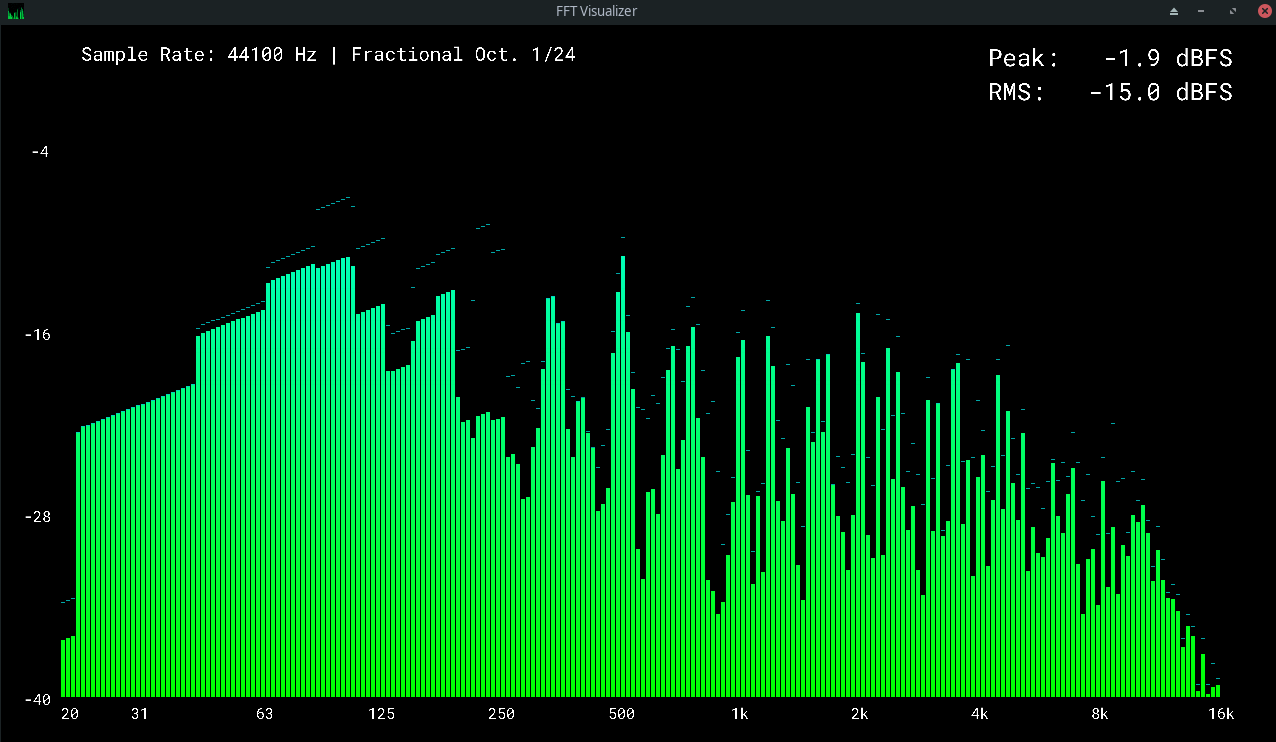 FFT Visualizer
Sample Rate: 44100 Hz | Fractional Oct. 1/24
Peak: -1.9 dBFS
RMS: -15.0 dBFS
-4
-16
-28
-40
20 31 63 125 250 500 1k 2k 4k 8k 16k